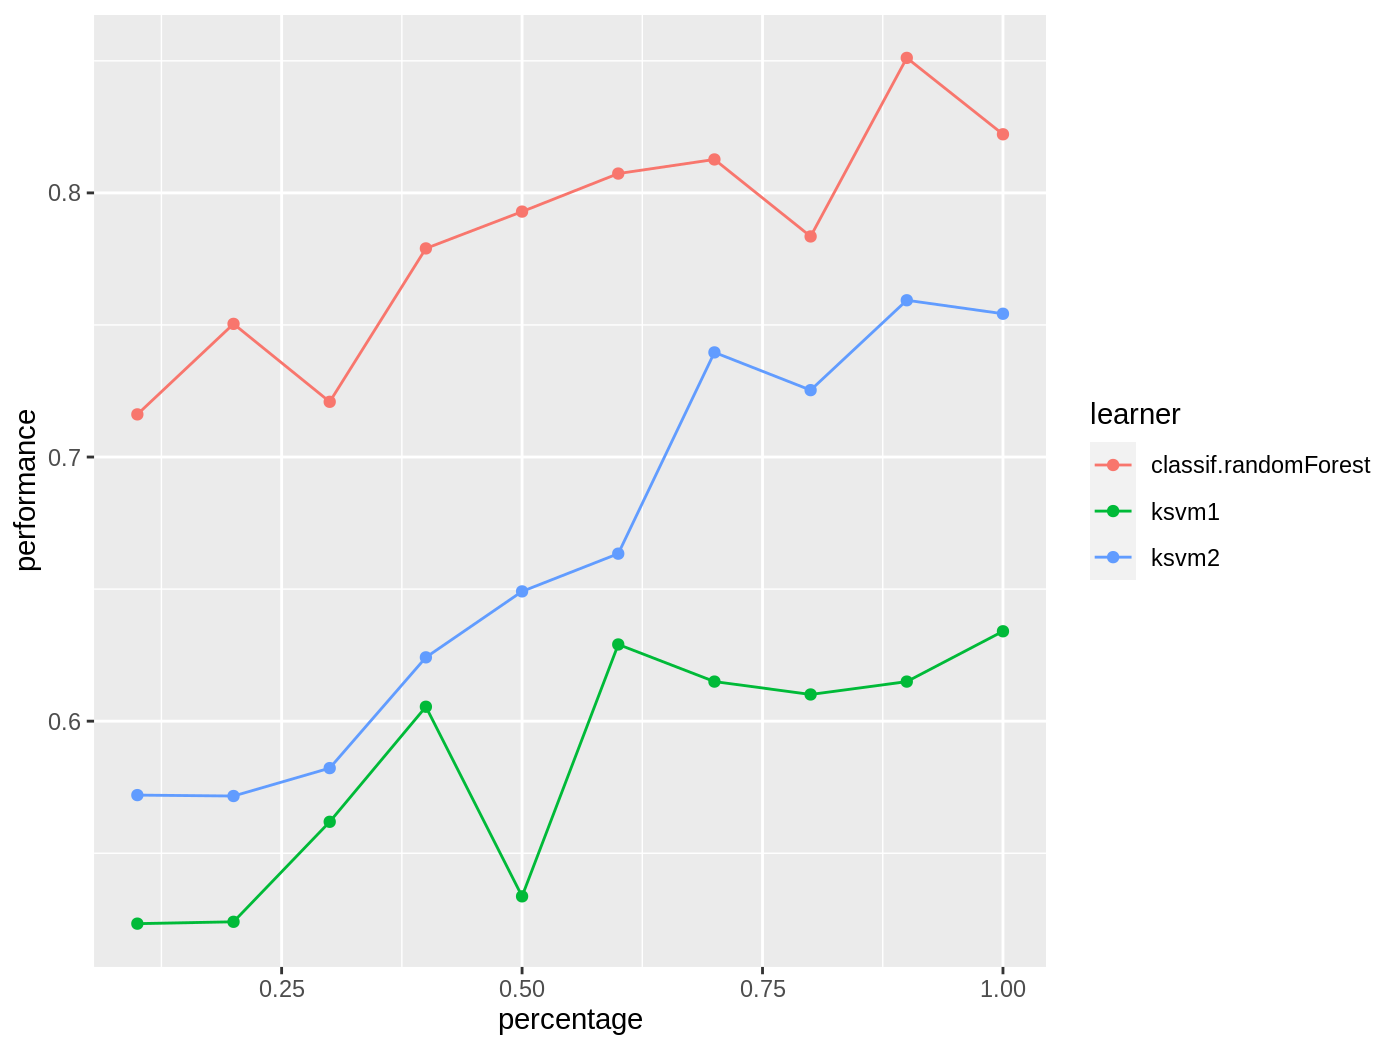 performance
0.8
0.7
0.6
0.25 0.50 0.75 1.00
percentage
learner
classif.randomForest
ksvm1
ksvm2